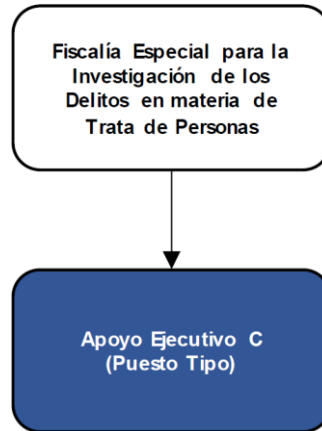 Fiscalía Especial para la
Investigación de los
Delitos en materia de
Trata de Personas
Apoyo Ejecutivo C
(Puesto Tipo)